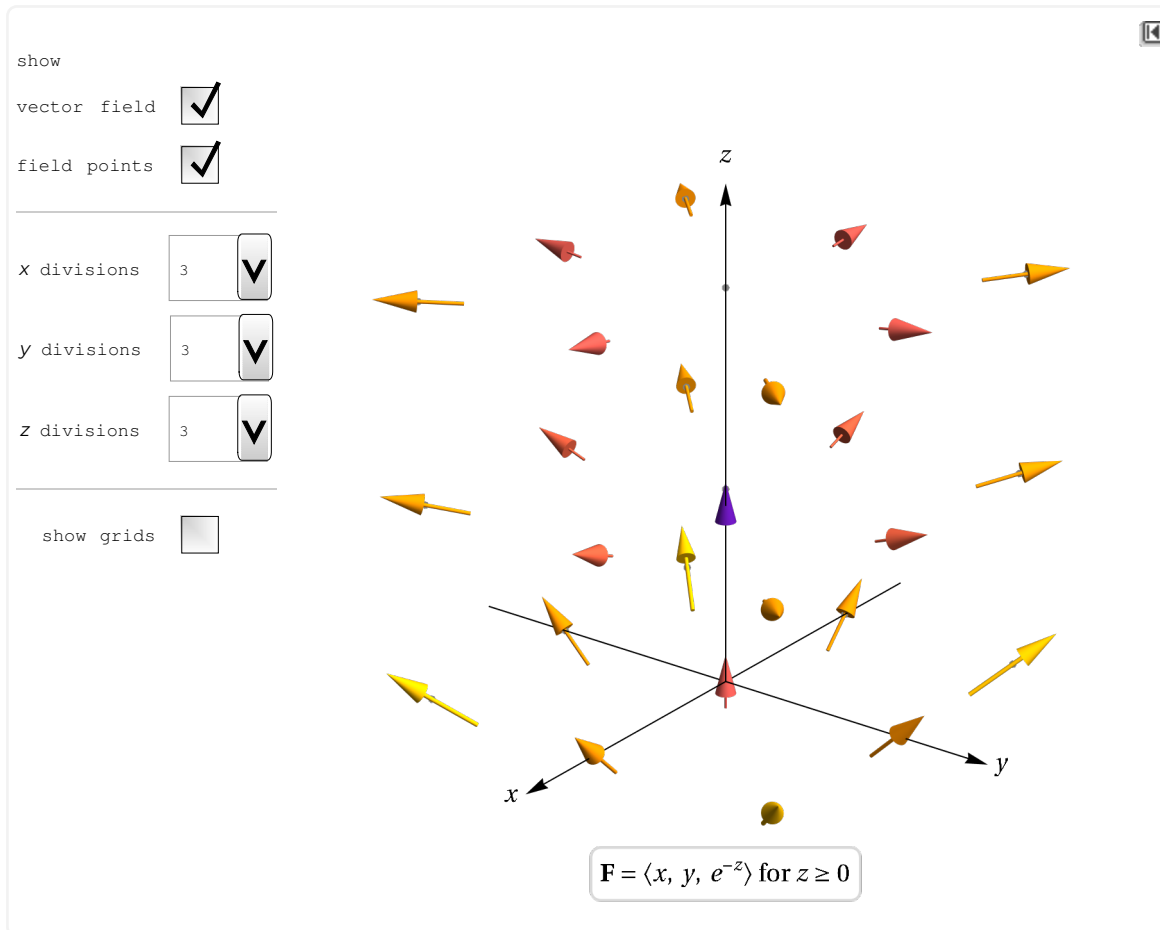 show
vector field
field points
x divisions 3
y divisions 3
z divisions 3
show grids
z
x
y
F = ⟨x, y, e^{-z}⟩ for z ≥ 0